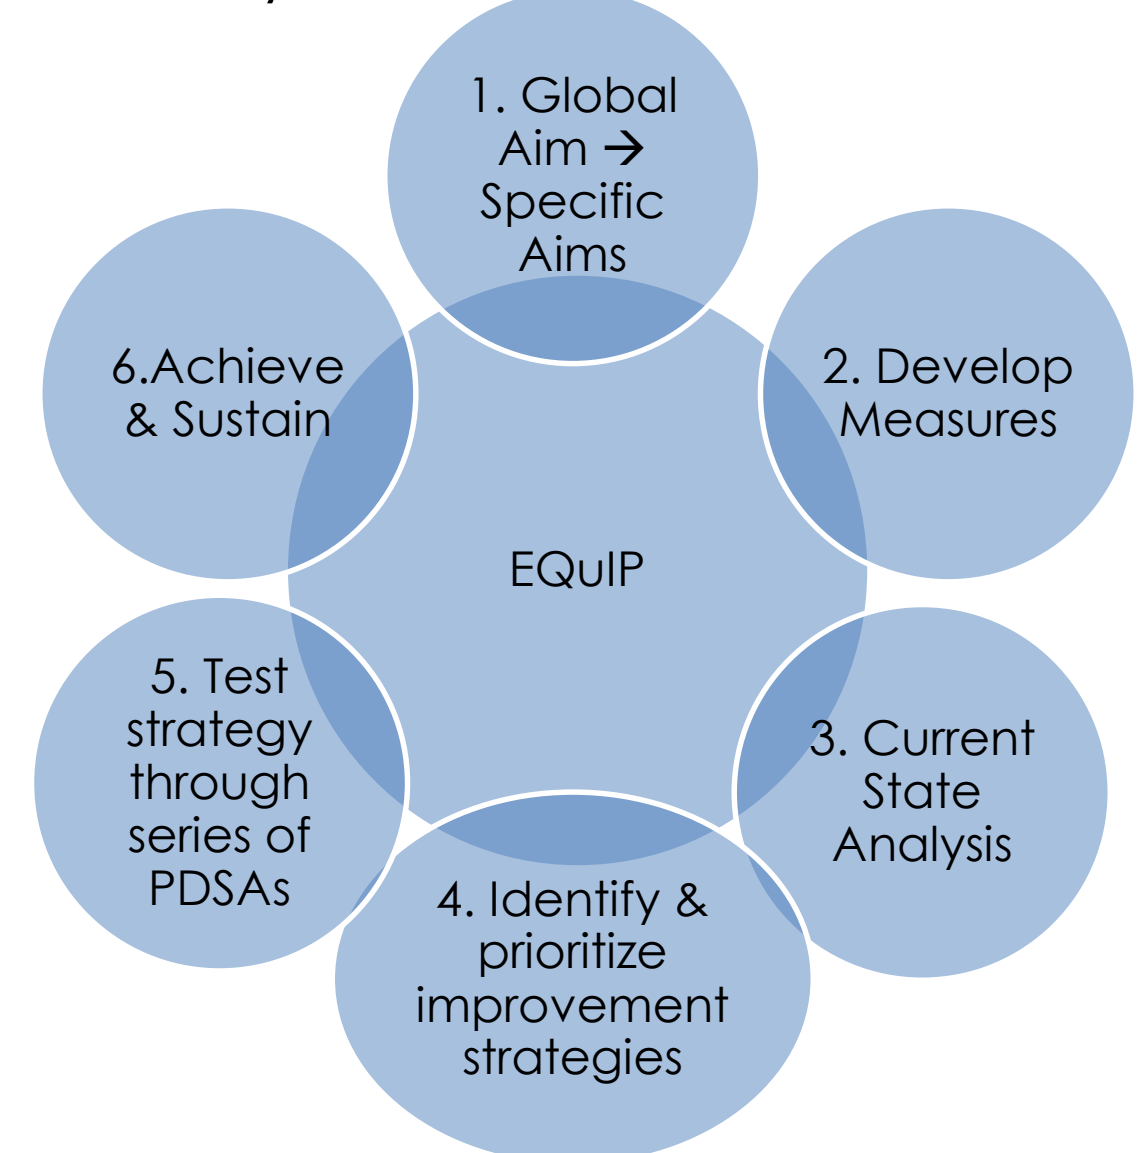 1. Global
Aim →
Specific
Aims
2. Develop
Measures
3. Current
State
Analysis
4. Identify &
prioritize
improvement
strategies
5. Test
strategy
through
series of
PDSAs
6.Achieve
& Sustain
EQuIP